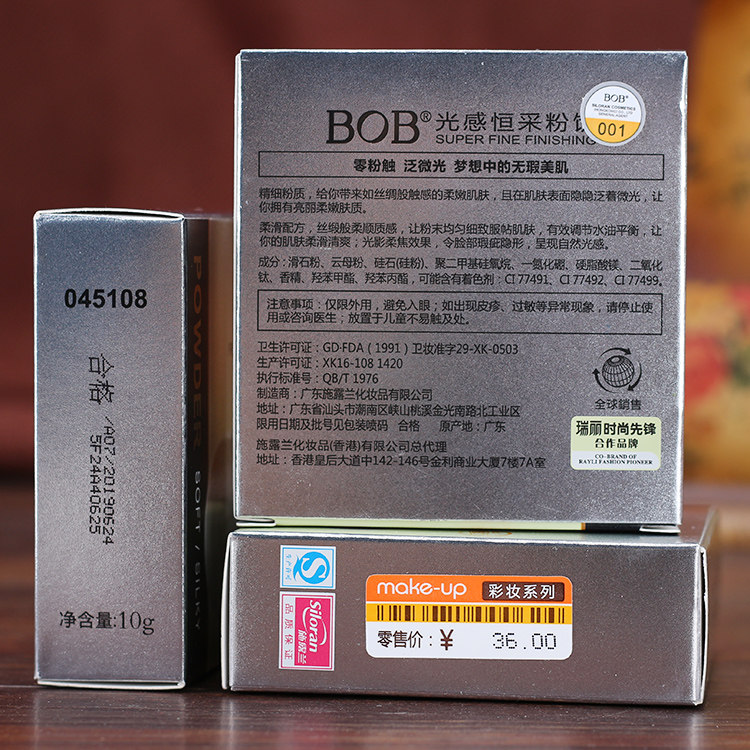 BOB® 光感恒采粉饼
SUPER FINE FINISHING
BOB®
SILORAN COSMETICS
(HONGKONG) CO., LTD
GENERAL AGENT
001
零粉触 泛微光 梦想中的无瑕美肌
精细粉质，给你带来如丝绸般触感的柔嫩肌肤，且在肌肤表面隐隐泛着微光，让
你拥有亮丽柔嫩肤质。
柔滑配方，丝缎般柔顺质感，让粉末均匀细致服帖肌肤，有效调节水油平衡，让
你的肌肤柔滑清爽；光影柔焦效果，令脸部瑕疵隐形，呈现自然光感。
成分：滑石粉、云母粉、硅石(硅粉)、聚二甲基硅氧烷、一氮化硼、硬脂酸镁、二氧化
钛、香精、羟苯甲酯、羟苯丙酯，可能含有着色剂：CI 77491、CI 77492、CI 77499。
注意事项：仅限外用，避免入眼；如出现皮疹、过敏等异常现象，请停止使
用或咨询医生；放置于儿童不易触及处。
卫生许可证：GD·FDA（1991）卫妆准字29-XK-0503
生产许可证：XK16-108 1420
执行标准号：QB/T 1976
制造商：广东施露兰化妆品有限公司
地址：广东省汕头市潮南区峡山桃溪金光南路北工业区
限用日期及批号见包装喷码 合格 原产地：广东
施露兰化妆品(香港)有限公司总代理
地址：香港皇后大道中142-146号金利商业大厦7楼7A室
全球銷售
瑞丽时尚先锋
合作品牌
CO-BRAND OF
RAYLI FASHION PIONEER
045108
POWDER
SOFT / SILKY
合格
/A07/20190624
5F24A40625
净含量:10g
生产许可
Siloran
施露兰
品质保证
make-up 彩妆系列
零售价：¥ 36.00